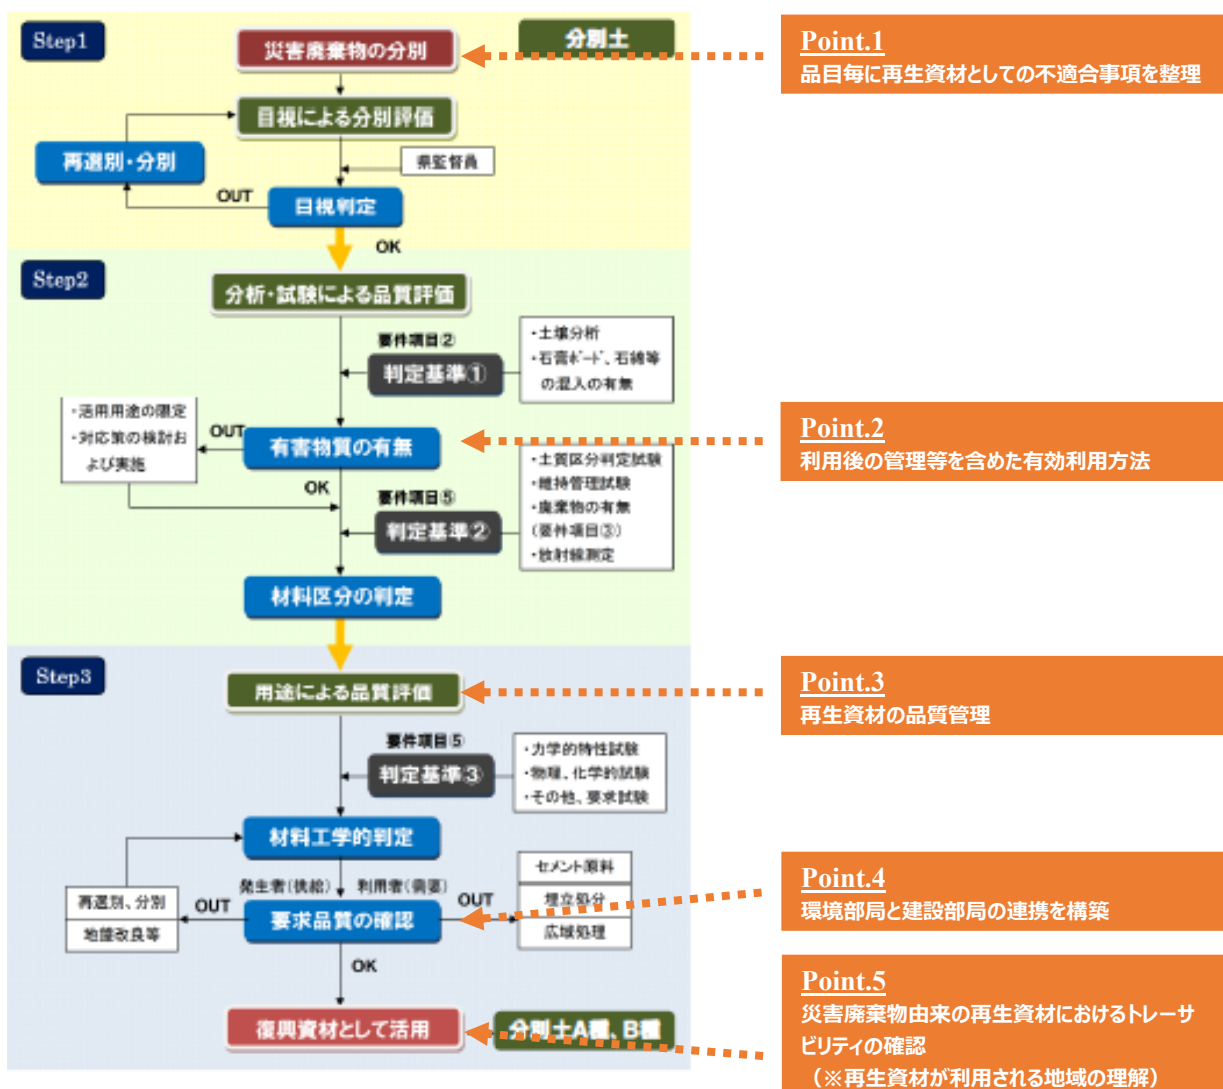 Step1
災害廃棄物の分別
分別土
目視による分別評価
再選別・分別
県監督員
OUT
目視判定
OK
Step2
分析・試験による品質評価
要件項目②
判定基準①
・土壌分析
・石膏ボード、石綿等
の混入の有無
・活用用途の限定
・対応策の検討お
よび実施
OUT
有害物質の有無
OK
要件項目⑤
判定基準②
・土質区分判定試験
・維持管理試験
・廃棄物の有無
(要件項目③)
・放射線測定
材料区分の判定
Step3
用途による品質評価
要件項目⑤
判定基準③
・力学的特性試験
・物理、化学的試験
・その他、要求試験
材料工学的判定
発生者(供給)
利用者(需要)
再選別、分別
地盤改良等
OUT
要求品質の確認
OUT
セメント原料
埋立処分
広域処理
OK
復興資材として活用
分別土A種、B種
Point.1
品目毎に再生資材としての不適合事項を整理
Point.2
利用後の管理等を含めた有効利用方法
Point.3
再生資材の品質管理
Point.4
環境部局と建設部局の連携を構築
Point.5
災害廃棄物由来の再生資材におけるトレーサ
ビリティの確認
(※再生資材が利用される地域の理解)